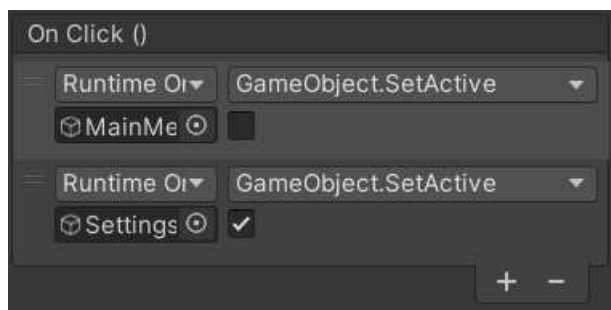 On Click ()
Runtime Or GameObject.SetActive
MainMe
Runtime Or GameObject.SetActive
Settings
+ −